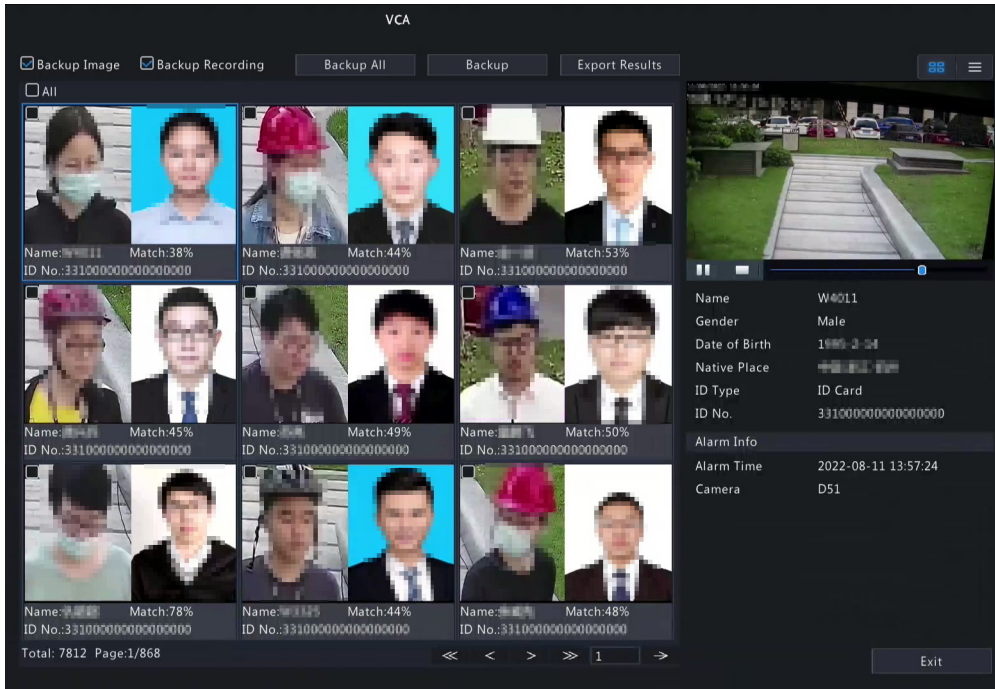 VCA
Backup Image Backup Recording Backup All Backup Export Results
All
Name: Match:38%
ID No.:331000000000000000
Name: Match:44%
ID No.:331000000000000000
Name: Match:53%
ID No.:331000000000000000
Name: Match:45%
ID No.:331000000000000000
Name: Match:49%
ID No.:331000000000000000
Name: Match:50%
ID No.:331000000000000000
Name: Match:78%
ID No.:331000000000000000
Name: Match:44%
ID No.:331000000000000000
Name: Match:48%
ID No.:331000000000000000
Total: 7812 Page:1/868
1
Name W4011
Gender Male
Date of Birth
Native Place
ID Type ID Card
ID No. 331000000000000000
Alarm Info
Alarm Time 2022-08-11 13:57:24
Camera D51
Exit